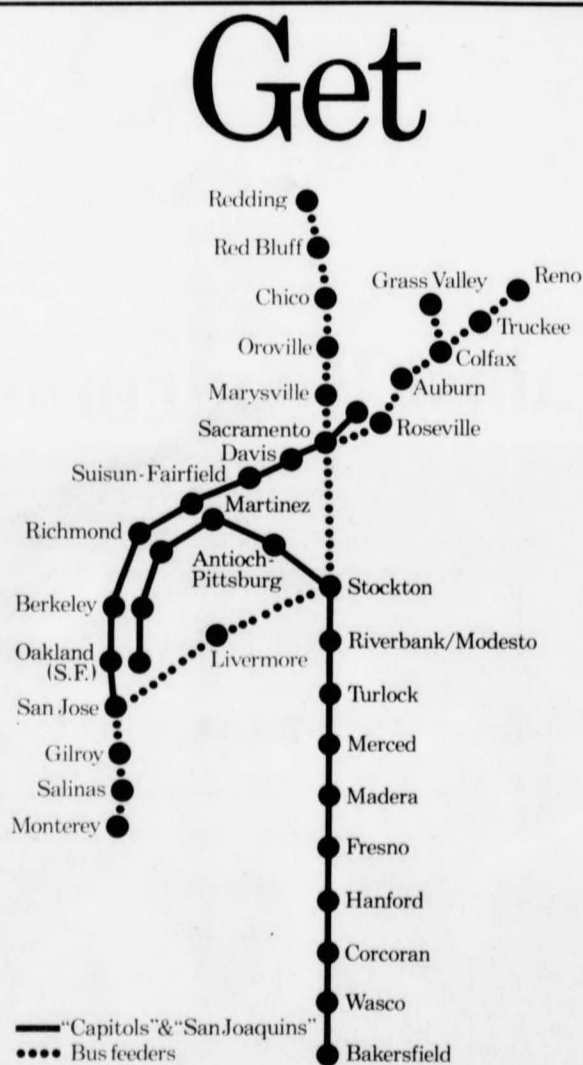 Get
Redding
Red Bluff
Chico
Oroville
Marysville
Sacramento
Davis
Suisun-Fairfield
Richmond
Berkeley
Oakland
(S.F.)
San Jose
Gilroy
Salinas
Monterey
Grass Valley
Reno
Truckee
Colfax
Auburn
Roseville
Martinez
Antioch-
Pittsburg
Livermore
Stockton
Riverbank/Modesto
Turlock
Merced
Madera
Fresno
Hanford
Corcoran
Wasco
Bakersfield
"Capitols"&"San Joaquins"
Bus feeders